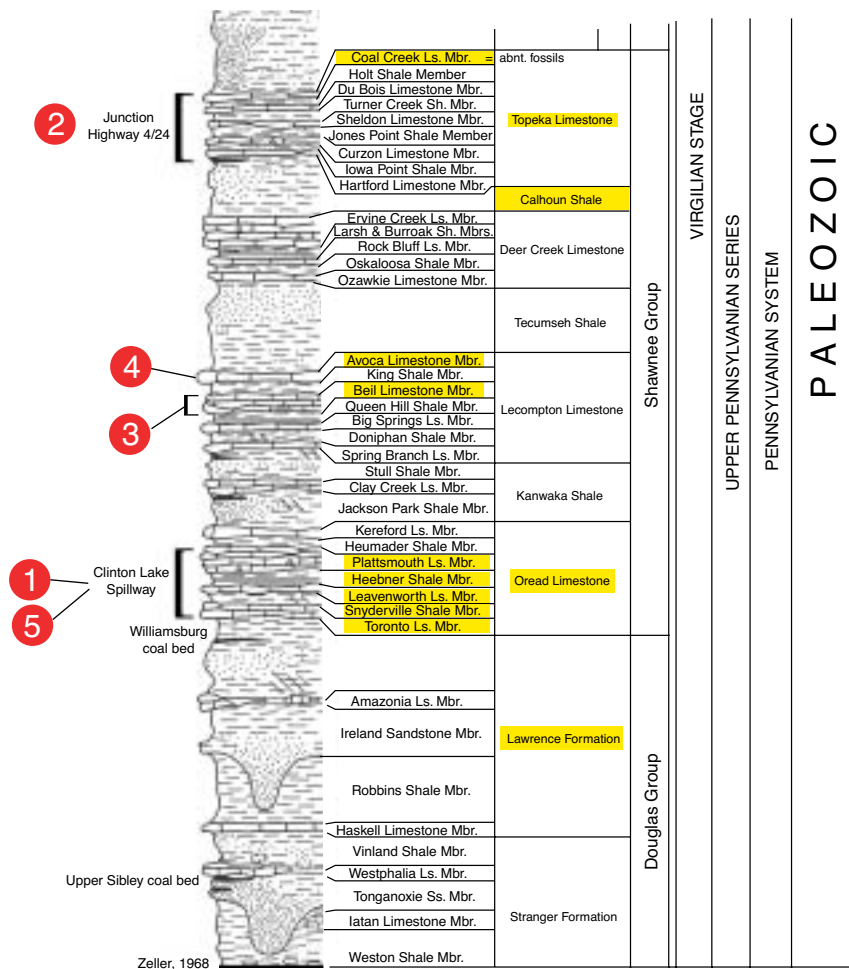 Coal Creek Ls. Mbr. = abnt. fossils
Holt Shale Member
Du Bois Limestone Mbr.
Turner Creek Sh. Mbr.
Sheldon Limestone Mbr.
Jones Point Shale Member
Curzon Limestone Mbr.
Iowa Point Shale Mbr.
Hartford Limestone Mbr.
Topeka Limestone
Calhoun Shale
2
Junction
Highway 4/24
Ervine Creek Ls. Mbr.
Larsh & Burroak Sh. Mbrs.
Rock Bluff Ls. Mbr.
Oskaloosa Shale Mbr.
Ozawkie Limestone Mbr.
Deer Creek Limestone
Tecumseh Shale
4
3
Avoca Limestone Mbr.
King Shale Mbr.
Beil Limestone Mbr.
Queen Hill Shale Mbr.
Big Springs Ls. Mbr.
Doniphan Shale Mbr.
Spring Branch Ls. Mbr.
Lecompton Limestone
Stull Shale Mbr.
Clay Creek Ls. Mbr.
Jackson Park Shale Mbr.
Kanwaka Shale
1
5
Clinton Lake
Spillway
Kereford Ls. Mbr.
Heumader Shale Mbr.
Plattsmouth Ls. Mbr.
Heebner Shale Mbr.
Leavenworth Ls. Mbr.
Snyderville Shale Mbr.
Toronto Ls. Mbr.
Oread Limestone
Williamsburg
coal bed
Amazonia Ls. Mbr.
Ireland Sandstone Mbr.
Robbins Shale Mbr.
Haskell Limestone Mbr.
Lawrence Formation
Vinland Shale Mbr.
Westphalia Ls. Mbr.
Tonganoxie Ss. Mbr.
Iatan Limestone Mbr.
Weston Shale Mbr.
Stranger Formation
Upper Sibley coal bed
Zeller, 1968
Shawnee Group
Douglas Group
VIRGILIAN STAGE
UPPER PENNSYLVANIAN SERIES
PENNSYLVANIAN SYSTEM
PALEOZOIC